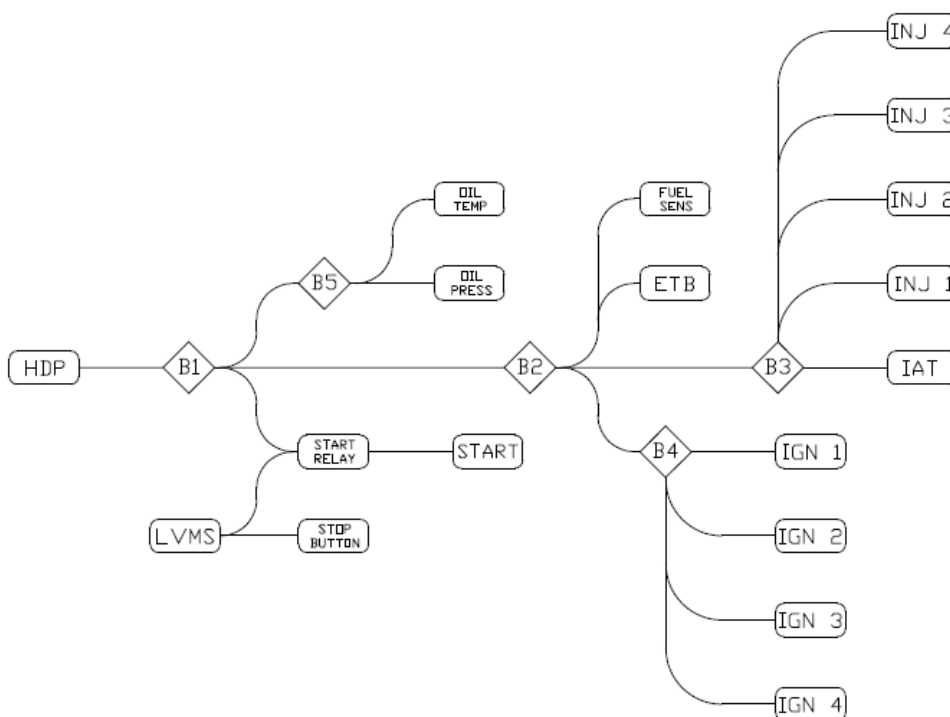 INJ 4
INJ 3
OIL
TEMP
FUEL
SENS
INJ 2
B5
OIL
PRESS
ETB
INJ 1
HDP
B1
B2
B3
IAT
START
RELAY
START
B4
IGN 1
LVMS
STOP
BUTTON
IGN 2
IGN 3
IGN 4